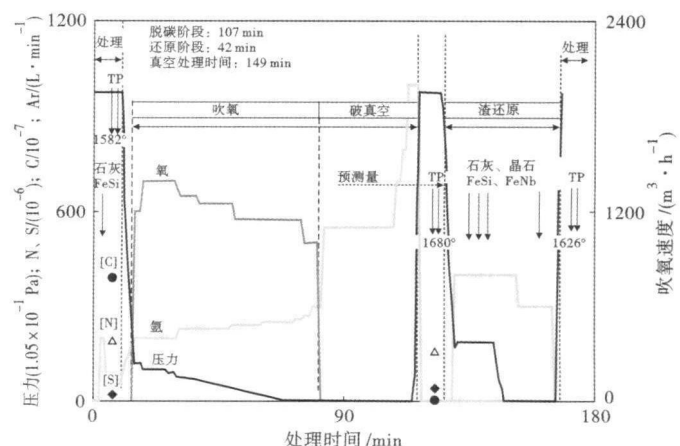 1200
2400
脱碳阶段：107 min
还原阶段：42 min
真空处理时间：149 min
处理
处理
TP
吹氧
破真空
渣还原
1582°
石灰
FeSi
氧
预测量
TP
石灰、晶石
FeSi、FeNb
TP
600
1200
1680°
1626°
[C]
[N]
氩
[S]
压力
0
0
0
90
180
处理时间/min
压力(1.05×10⁻¹ Pa)；N、S/(10⁻⁶)；C/10⁻⁷；Ar/(L·min⁻¹)
吹氧速度/(m³·h⁻¹)